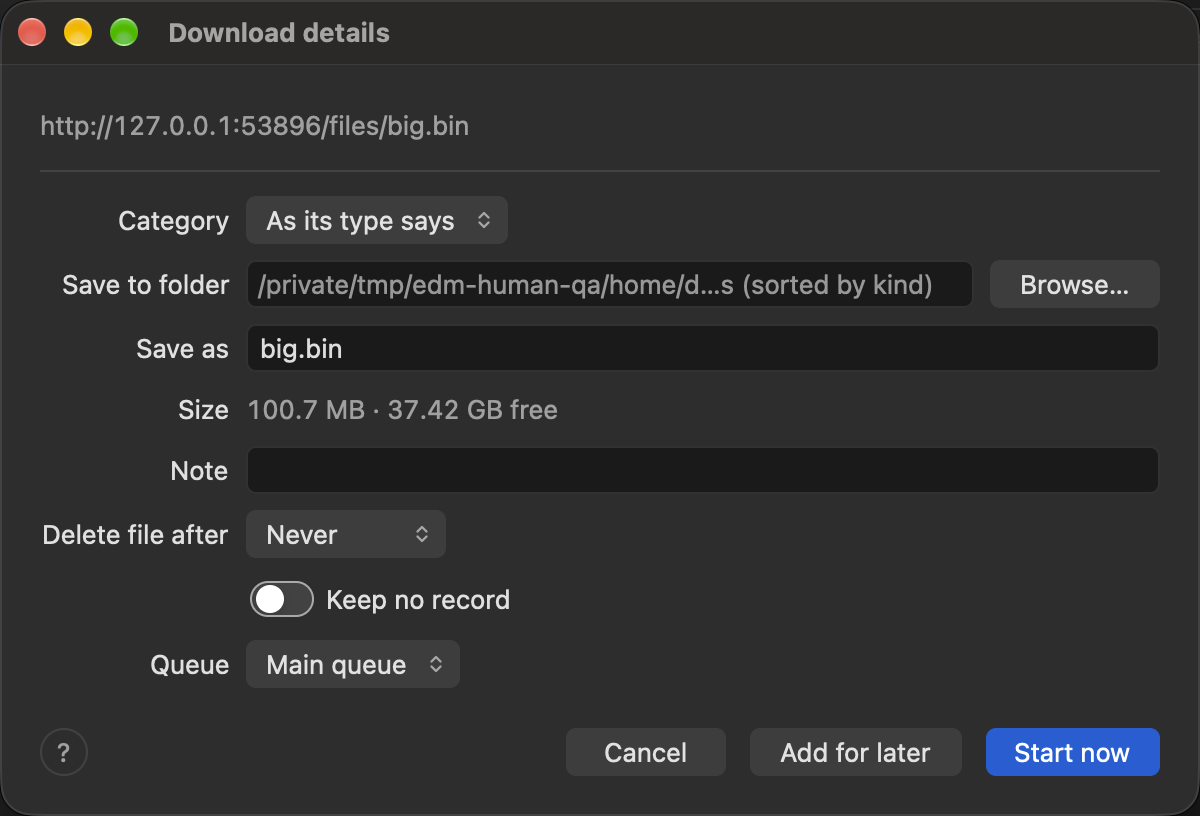 Download details
http://127.0.0.1:53896/files/big.bin
Category As its type says
Save to folder /private/tmp/edm-human-qa/home/d...s (sorted by kind) Browse...
Save as big.bin
Size 100.7 MB · 37.42 GB free
Note
Delete file after Never
Keep no record
Queue Main queue
? Cancel Add for later Start now